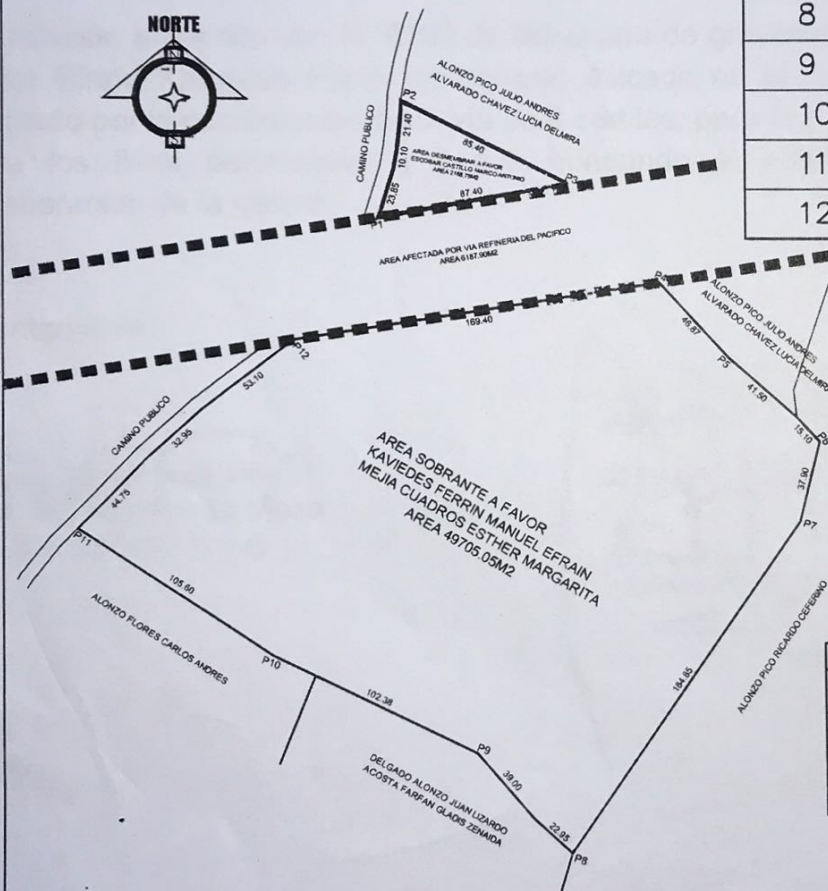 NORTE
8
9
10
11
12
CAMINO PUBLICO
P2
ALONZO PICO JULIO ANDRES
ALVARADO CHAVEZ LUCIA DELMIRA
21.40
10.10
23.65
85.40
AREA DESMEMBRAR A FAVOR
ESCOBAR CASTILLO MARCO ANTONIO
P3
87.40
P1
AREA AFECTADA POR VIA REFINERIA DEL PACIFICO
AREA 6187.90M2
P4
169.40
ALONZO PICO JULIO ANDRES
ALVARADO CHAVEZ LUCIA DELMIRA
46.87
P5
41.50
15.10
P6
37.90
P7
P12
53.10
32.95
44.75
CAMINO PUBLICO
P11
AREA SOBRANTE A FAVOR
KAVIEDES FERRIN MANUEL EFRAIN
MEJIA CUADROS ESTHER MARGARITA
AREA 49705.05M2
105.60
ALONZO FLORES CARLOS ANDRES
P10
102.38
P9
184.85
ALONZO PICO RICARDO CEFERINO
39.00
22.95
DELGADO ALONZO JUAN LIZARDO
ACOSTA FARFAN GLADIS ZENAIDA
P8